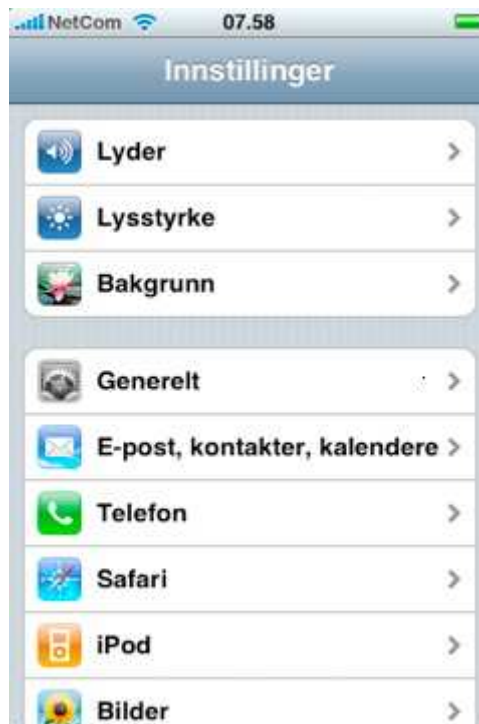 NetCom 07.58
Innstillinger
Lyder
Lysstyrke
Bakgrunn
Generelt
E-post, kontakter, kalendere
Telefon
Safari
iPod
Bilder